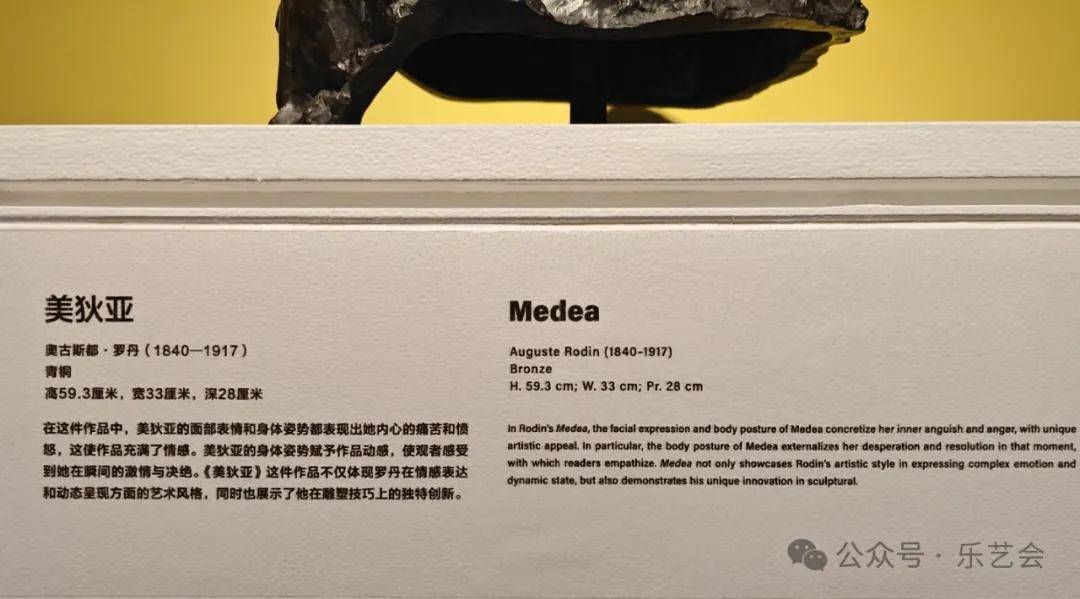 美狄亚
奥古斯都·罗丹（1840—1917）
青铜
高59.3厘米，宽33厘米，深28厘米
在这件作品中，美狄亚的面部表情和身体姿势都表现出她内心的痛苦和愤
怒，这使作品充满了情感。美狄亚的身体姿势赋予作品动感，使观者感受
到她在瞬间的激情与决绝。《美狄亚》这件作品不仅体现罗丹在情感表达
和动态呈现方面的艺术风格，同时也展示了他在雕塑技巧上的独特创新。
Medea
Auguste Rodin (1840-1917)
Bronze
H. 59.3 cm; W. 33 cm; Pr. 28 cm
In Rodin's Medea, the facial expression and body posture of Medea concretize her inner anguish and anger, with unique
artistic appeal. In particular, the body posture of Medea externalizes her desperation and resolution in that moment,
with which readers empathize. Medea not only showcases Rodin's artistic style in expressing complex emotion and
dynamic state, but also demonstrates his unique innovation in sculptural.
公众号·乐艺会